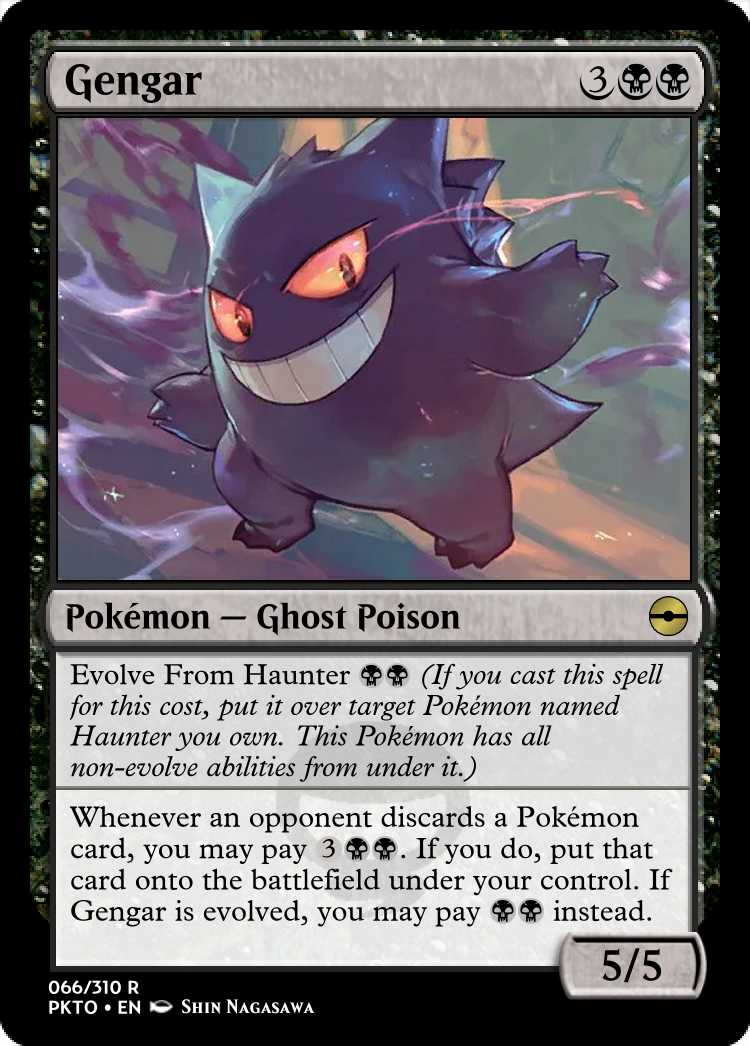 Gengar 3
Pokémon — Ghost Poison
Evolve From Haunter (If you cast this spell
for this cost, put it over target Pokémon named
Haunter you own. This Pokémon has all
non-evolve abilities from under it.)
Whenever an opponent discards a Pokémon
card, you may pay 3. If you do, put that
card onto the battlefield under your control. If
Gengar is evolved, you may pay instead.
5/5
066/310 R
PKTO • EN Shin Nagasawa